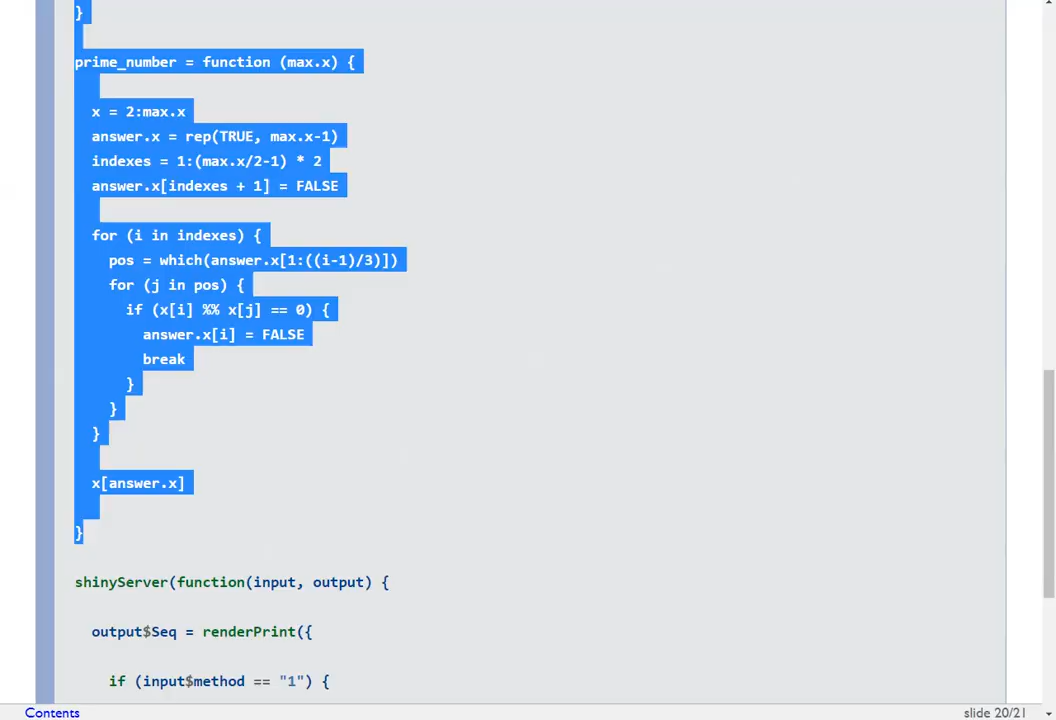 }
prime_number = function (max.x) {
x = 2:max.x
answer.x = rep(TRUE, max.x-1)
indexes = 1:(max.x/2-1) * 2
answer.x[indexes + 1] = FALSE
for (i in indexes) {
pos = which(answer.x[1:((i-1)/3)])
for (j in pos) {
if (x[i] %% x[j] == 0) {
answer.x[i] = FALSE
break
}
}
}
x[answer.x]
}
shinyServer(function(input, output) {
output$Seq = renderPrint({
if (input$method == "1") {
Contents
slide 20/21